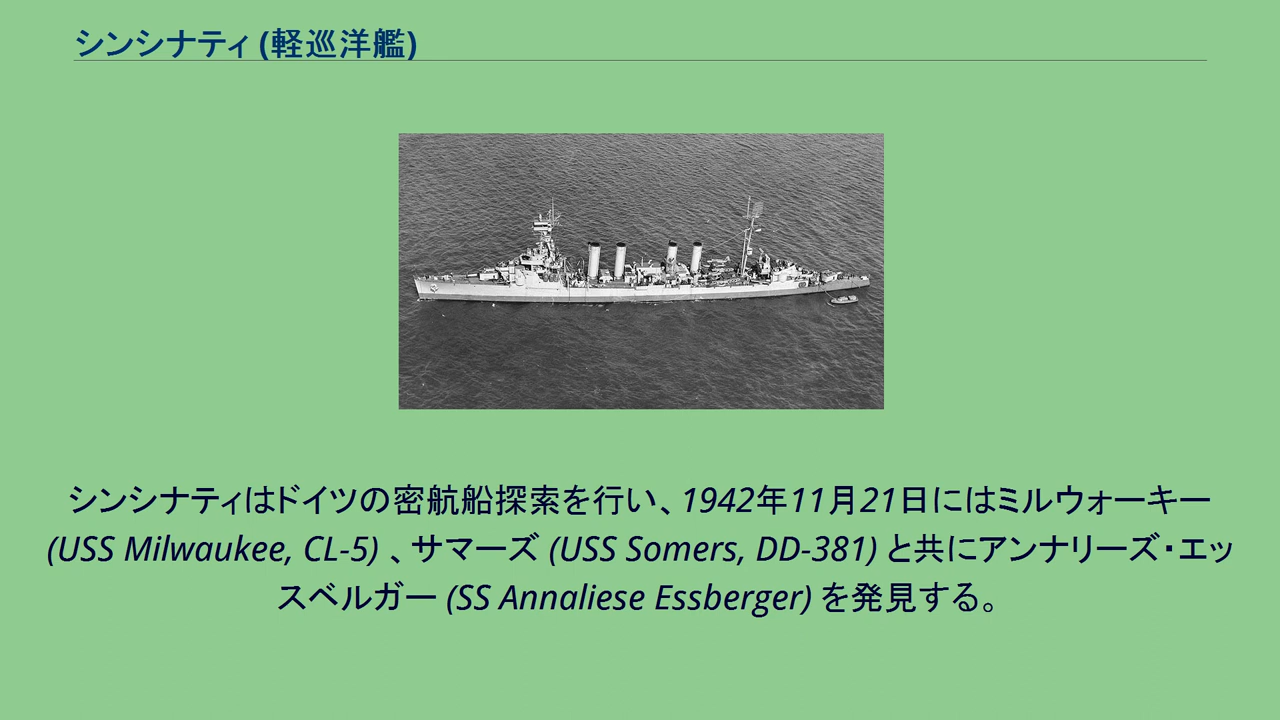 シンシナティ (軽巡洋艦)
シンシナティはドイツの密航船探索を行い、1942年11月21日にはミルウォーキー
(USS Milwaukee, CL-5) 、サマーズ (USS Somers, DD-381) と共にアンナリーズ・エッ
スベルガー (SS Annaliese Essberger) を発見する。